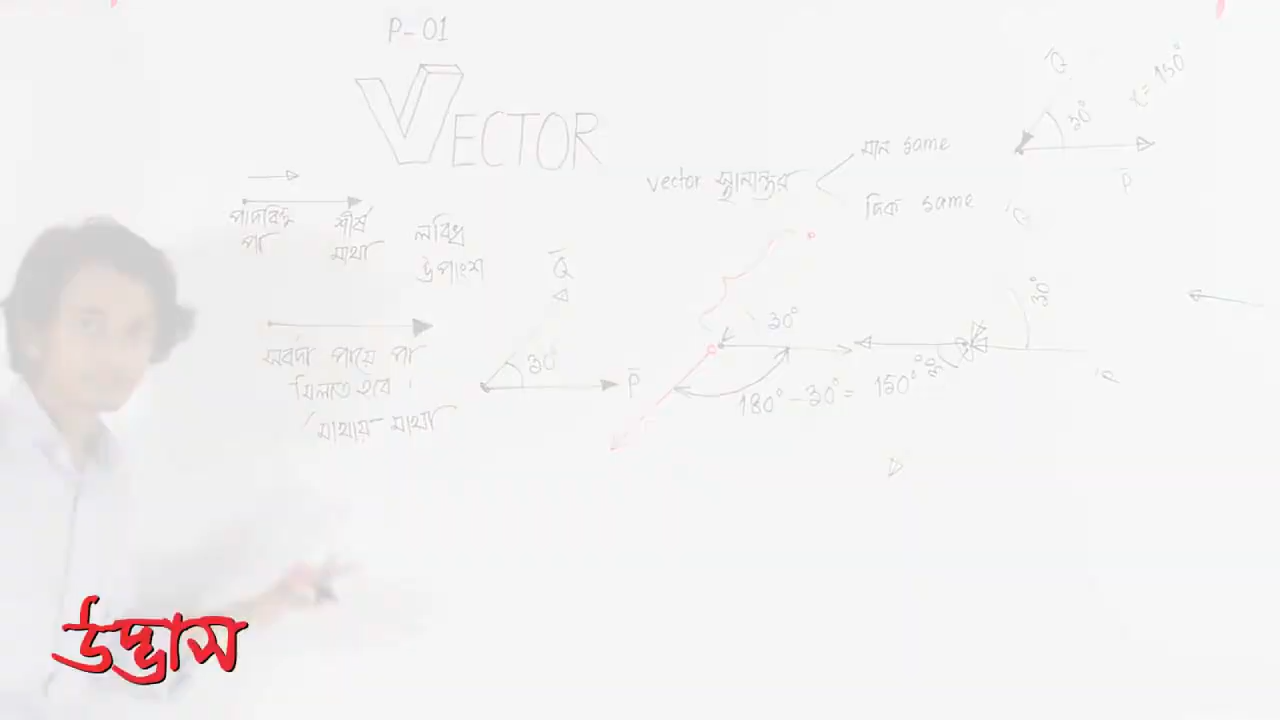 P-01
VECTOR
পাদবিন্দু
পা
শীর্ষ
মাথা
লব্ধি
উপাংশ
সর্বদা পায়ে পা
মিলাতে হবে।
মাথায় মাথা
Q
30°
P
vector স্থানান্তর
মান same
দিক same
Q
30°
P
30°
180° - 30° = 150°
30°
উদ্ভাস